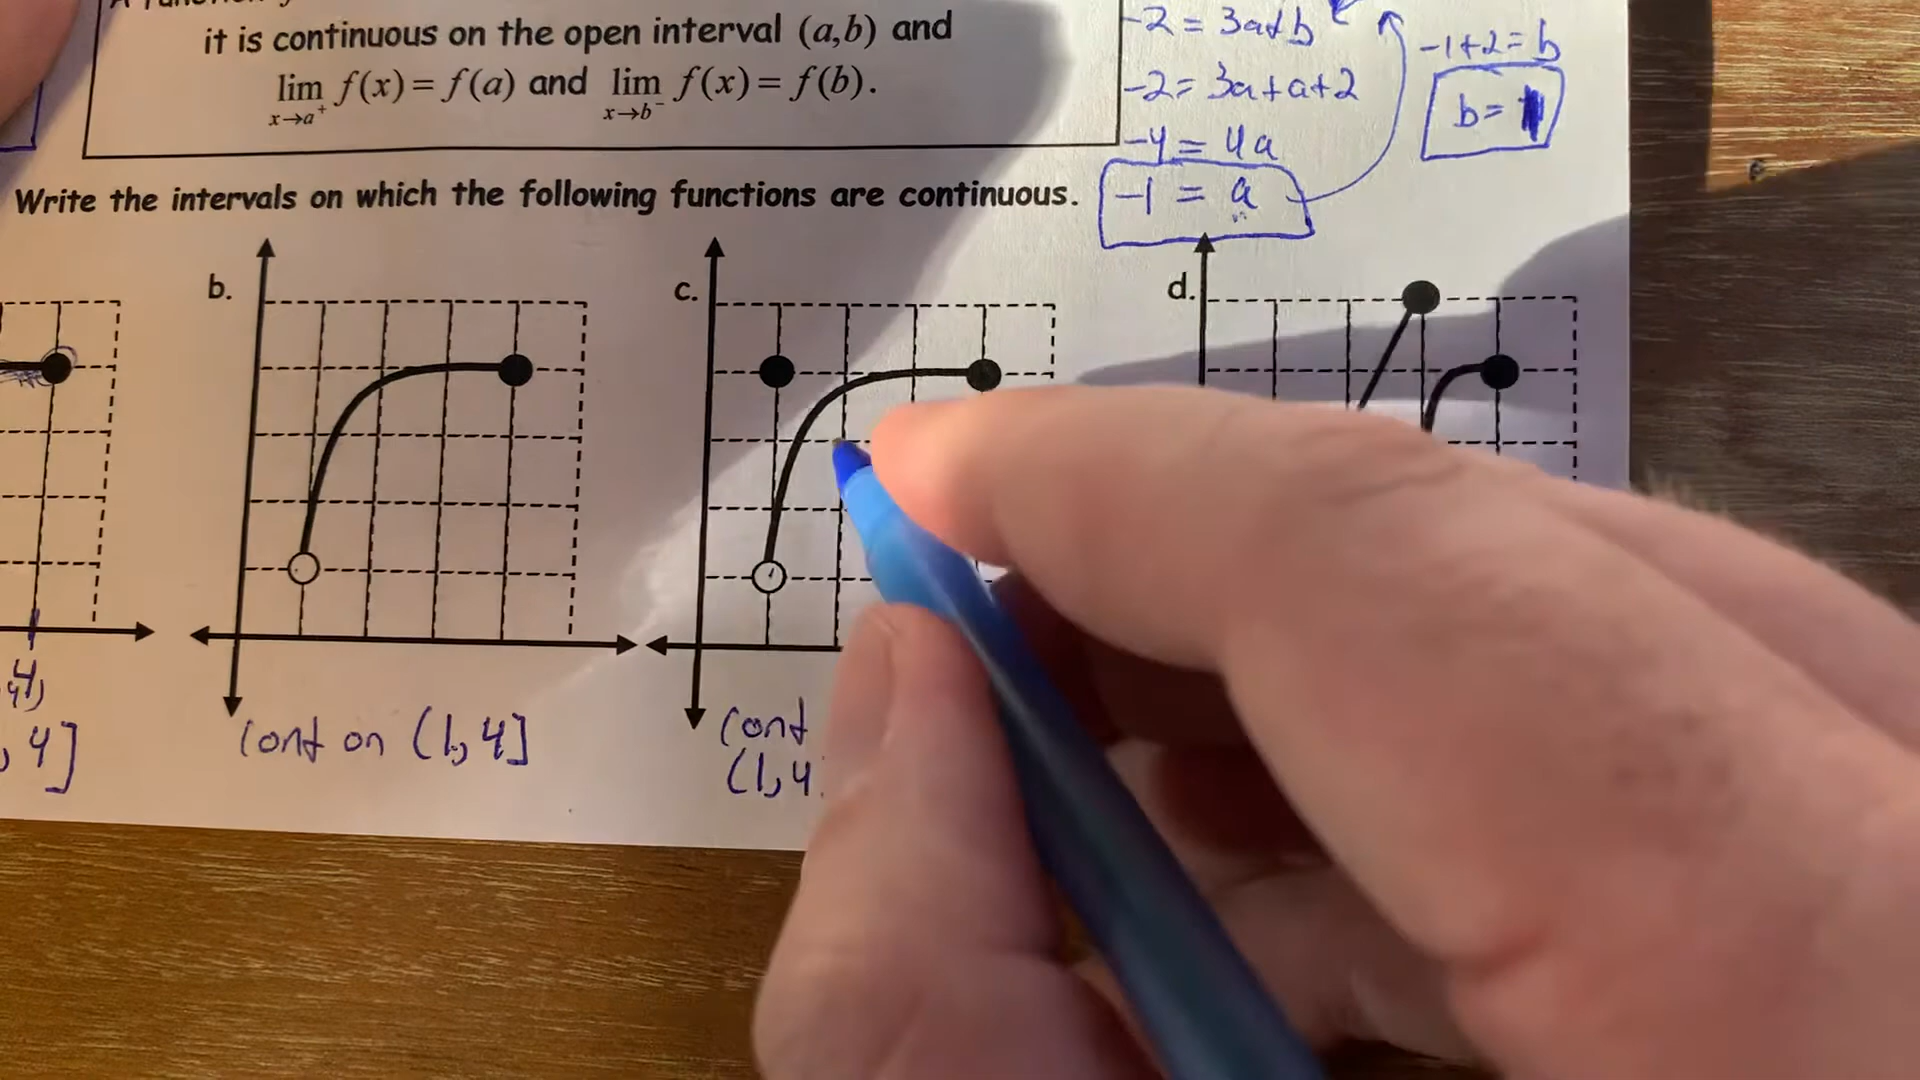 it is continuous on the open interval (a,b) and
lim x→a⁺ f(x) = f(a) and lim x→b⁻ f(x) = f(b).
-2 = 3a+b
-2 = 3a+a+2
-4 = 4a
-1 = a
-1+2=b
b= 1
Write the intervals on which the following functions are continuous.
b.
c.
d.
, 4]
cont on (1, 4]
cont
(1, 4